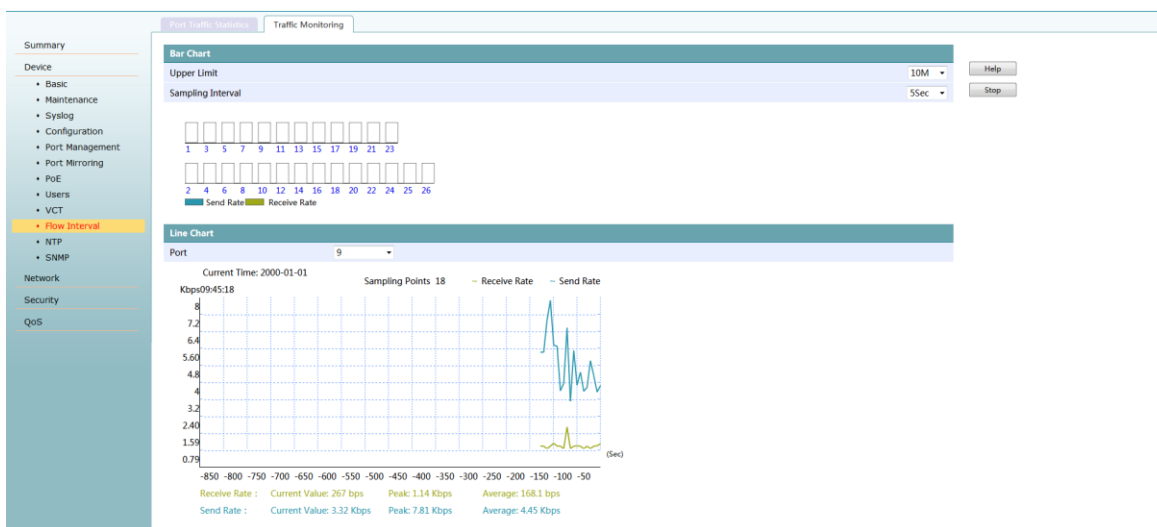 Port Traffic Statistics Traffic Monitoring
Summary
Device
• Basic
• Maintenance
• Syslog
• Configuration
• Port Management
• Port Mirroring
• PoE
• Users
• VCT
• Flow Interval
• NTP
• SNMP
Network
Security
QoS
Bar Chart
Upper Limit 10M
Sampling Interval 5Sec
Help
Stop
1 3 5 7 9 11 13 15 17 19 21 23
2 4 6 8 10 12 14 16 18 20 22 24 25 26
Send Rate Receive Rate
Line Chart
Port 9
Current Time: 2000-01-01
Sampling Points 18 ~ Receive Rate ~ Send Rate
Kbps09:45:18
8
7.2
6.4
5.60
4.8
4
3.2
2.40
1.59
0.79
(Sec)
-850 -800 -750 -700 -650 -600 -550 -500 -450 -400 -350 -300 -250 -200 -150 -100 -50
Receive Rate : Current Value: 267 bps Peak: 1.14 Kbps Average: 168.1 bps
Send Rate : Current Value: 3.32 Kbps Peak: 7.81 Kbps Average: 4.45 Kbps